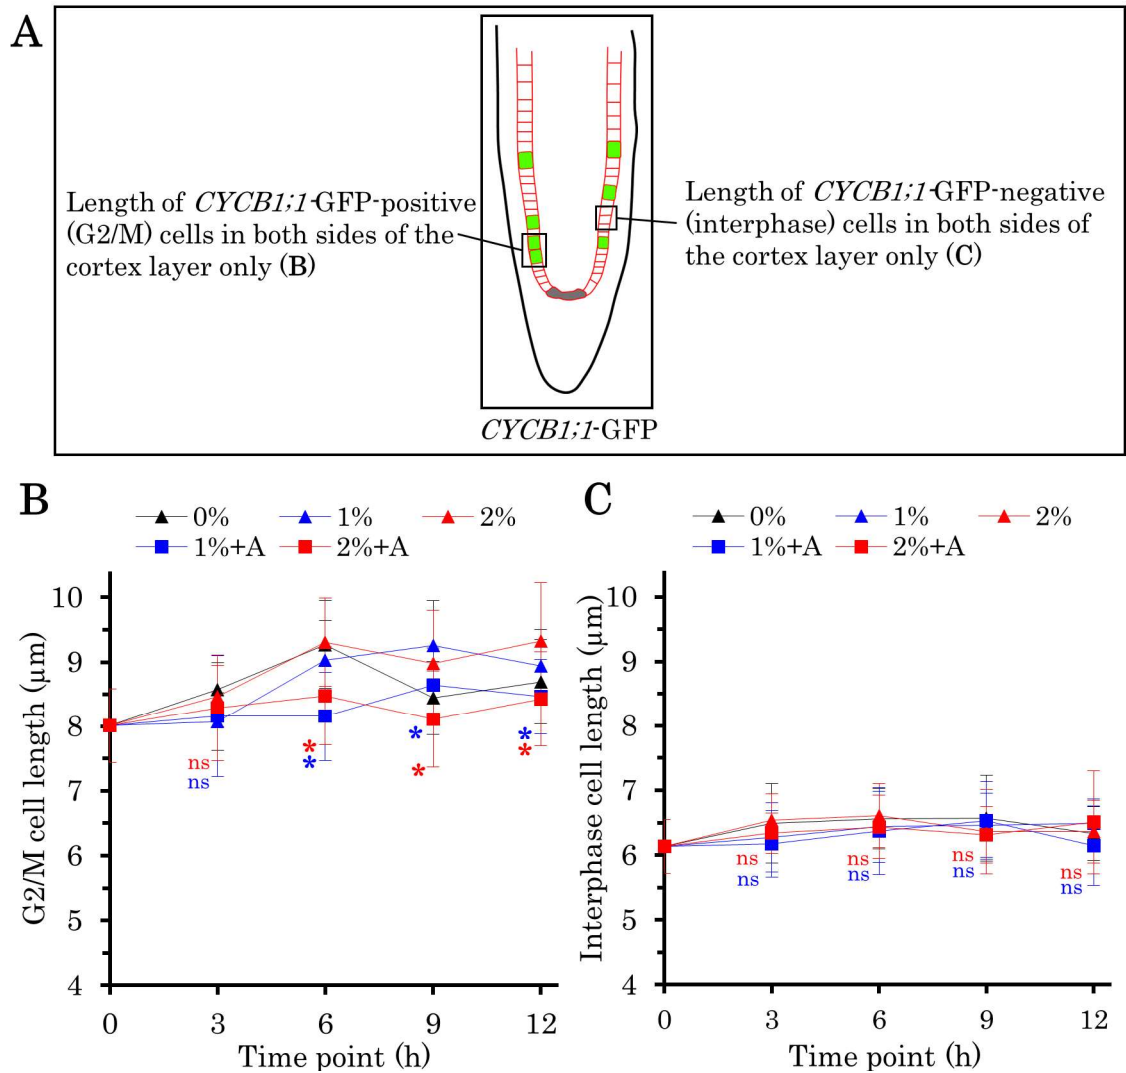 A
Length of CYCB1;1-GFP-positive
(G2/M) cells in both sides of the
cortex layer only (B)
Length of CYCB1;1-GFP-negative
(interphase) cells in both sides of
the cortex layer only (C)
CYCB1;1-GFP
B
0% 1% 2%
1%+A 2%+A
G2/M cell length (μm)
10
9
8
7
6
5
4
ns
ns
*
*
*
*
*
*
0 3 6 9 12
Time point (h)
C
0% 1% 2%
1%+A 2%+A
Interphase cell length (μm)
10
9
8
7
6
5
4
ns ns ns ns
ns ns ns ns
0 3 6 9 12
Time point (h)